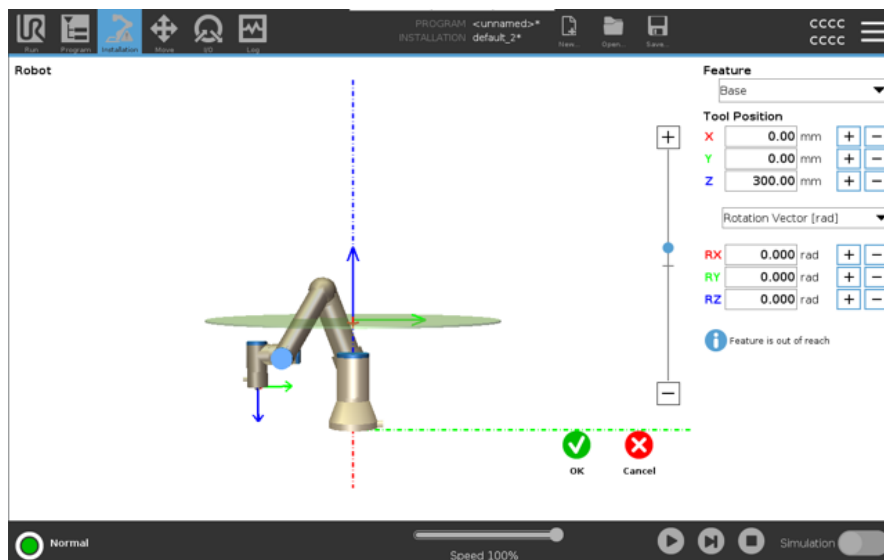 PROGRAM <unnamed>*
INSTALLATION default_2*
CCCC
CCCC
Run
Program
Installation
Move
I/O
Log
New...
Open...
Save...
Robot
Feature
Base
Tool Position
X 0.00 mm + −
Y 0.00 mm + −
Z 300.00 mm + −
Rotation Vector [rad]
RX 0.000 rad + −
RY 0.000 rad + −
RZ 0.000 rad + −
i Feature is out of reach
+
−
OK
Cancel
Normal
Speed 100%
Simulation